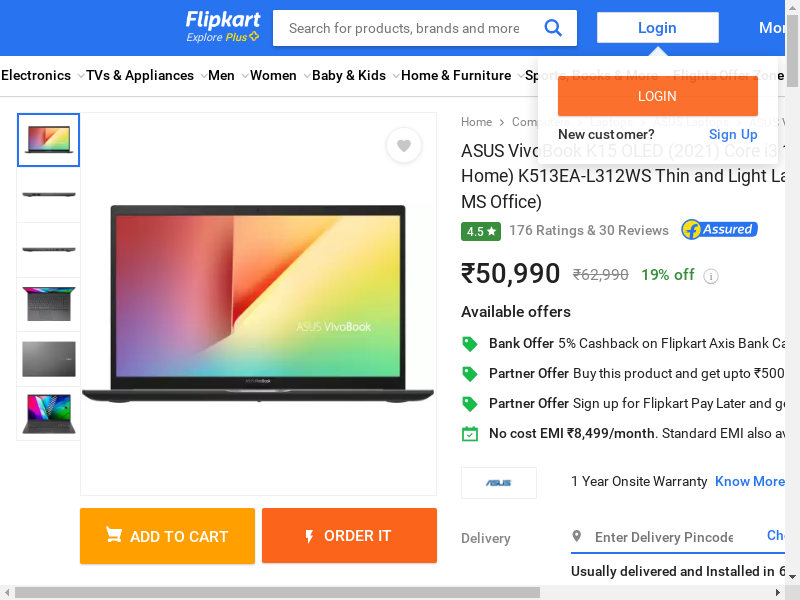 Flipkart
Explore Plus
Search for products, brands and more
Login
Mor
Electronics
TVs & Appliances
Men
Women
Baby & Kids
Home & Furniture
Sports, Books & More
Flights
Offer Zone
LOGIN
New customer?
Sign Up
Home
ASUS VivoBook K15 OLED (2021) Core i3 1
Home) K513EA-L312WS Thin and Light La
MS Office)
4.5
176 Ratings & 30 Reviews
Assured
₹50,990
₹62,990
19% off
i
Available offers
Bank Offer 5% Cashback on Flipkart Axis Bank Ca
Partner Offer Buy this product and get upto ₹500
Partner Offer Sign up for Flipkart Pay Later and ge
No cost EMI ₹8,499/month. Standard EMI also av
ASUS VivoBook
ASUS
1 Year Onsite Warranty
Know More
ADD TO CART
ORDER IT
Delivery
Enter Delivery Pincode
Che
Usually delivered and Installed in 6